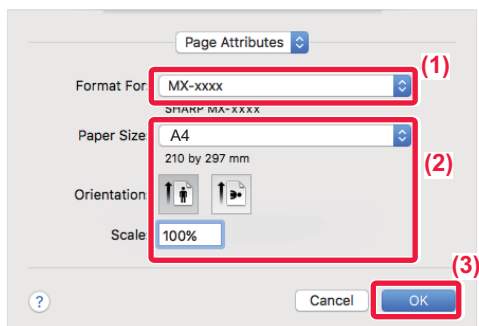 Page Attributes
(1)
Format For: MX-xxxx
SHARP MX-xxxx
Paper Size: A4
210 by 297 mm
(2)
Orientation:
Scale: 100%
(3)
? Cancel OK